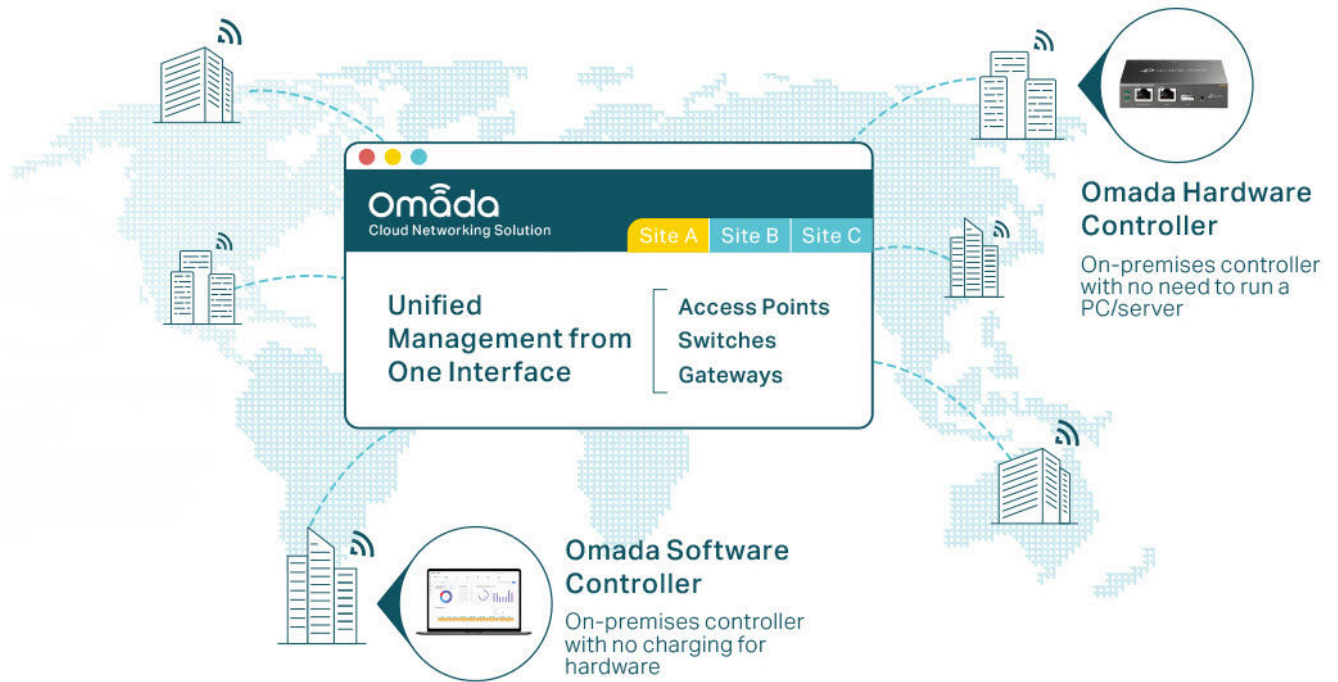 Omada
Cloud Networking Solution
Site A
Site B
Site C
Unified
Management from
One Interface
Access Points
Switches
Gateways
Omada Hardware
Controller
On-premises controller
with no need to run a
PC/server
Omada Software
Controller
On-premises controller
with no charging for
hardware